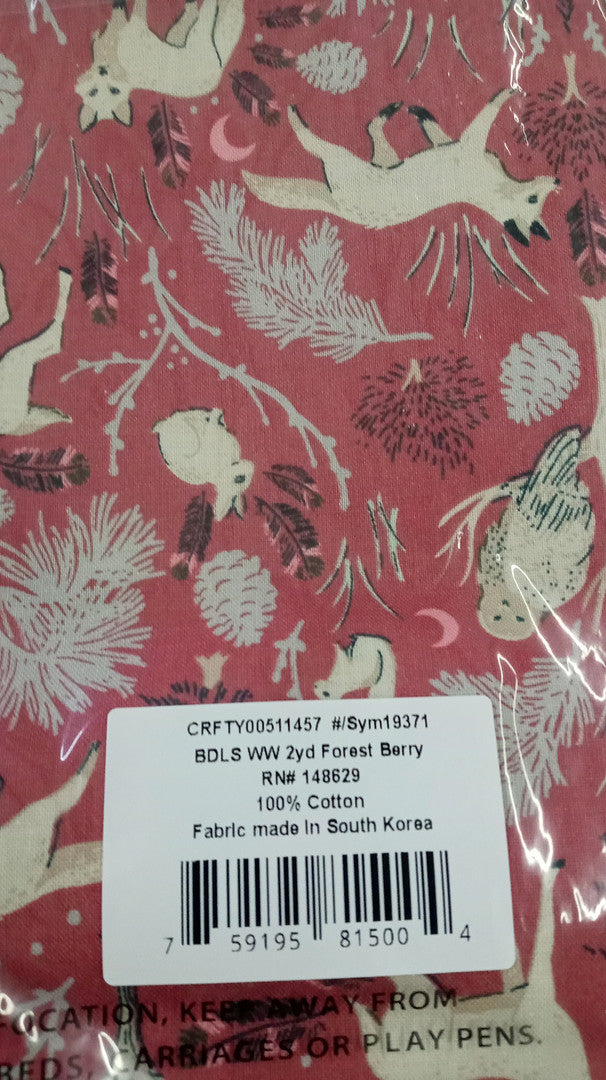 CRFTY00511457 #/Sym19371
BDLS WW 2yd Forest Berry
RN# 148629
100% Cotton
Fabric made In South Korea
7 59195 81500 4
FOCATION, KEEP AWAY FROM
BEDS, CARRIAGES OR PLAY PENS.